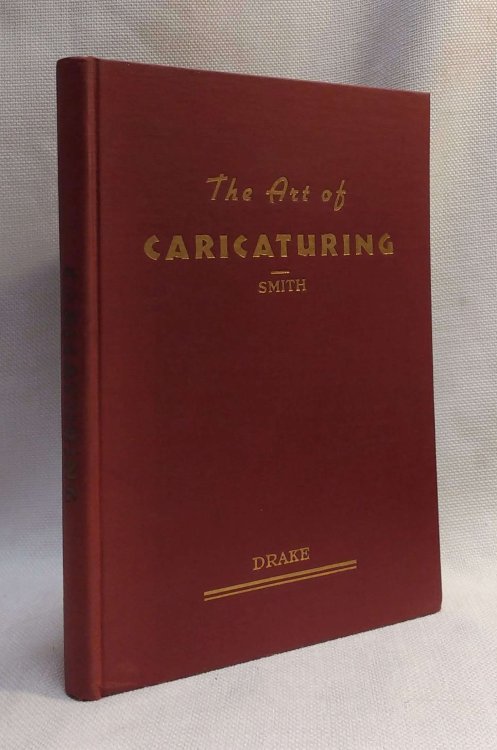 The Art of
CARICATURING
SMITH
DRAKE